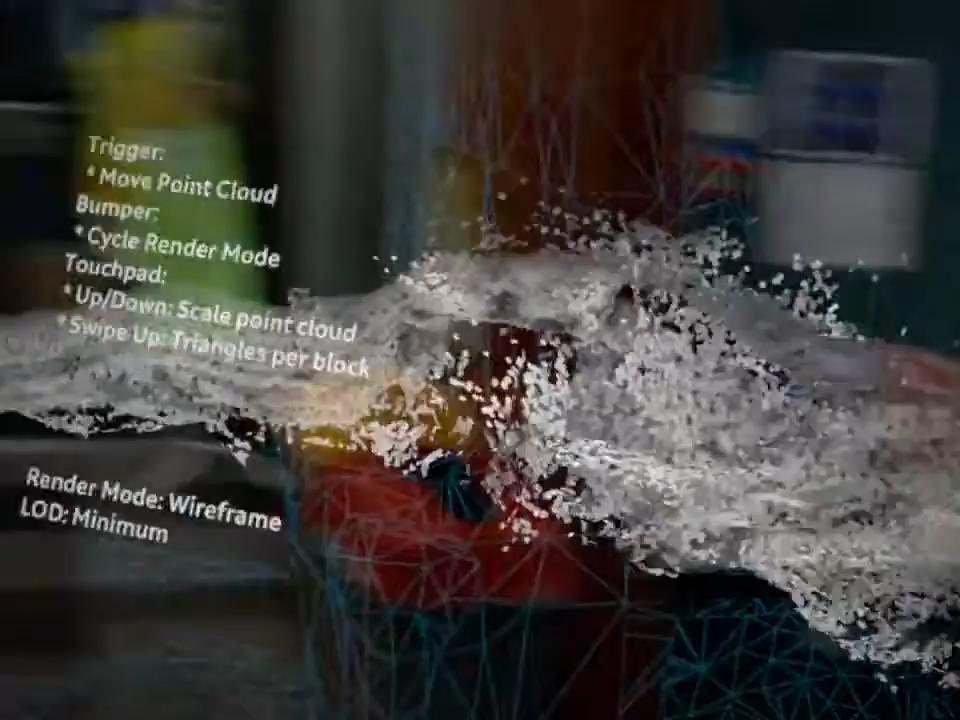 Trigger:
* Move Point Cloud
Bumper:
* Cycle Render Mode
Touchpad:
* Up/Down: Scale point cloud
* Swipe Up: Triangles per block
Render Mode: Wireframe
LOD: Minimum